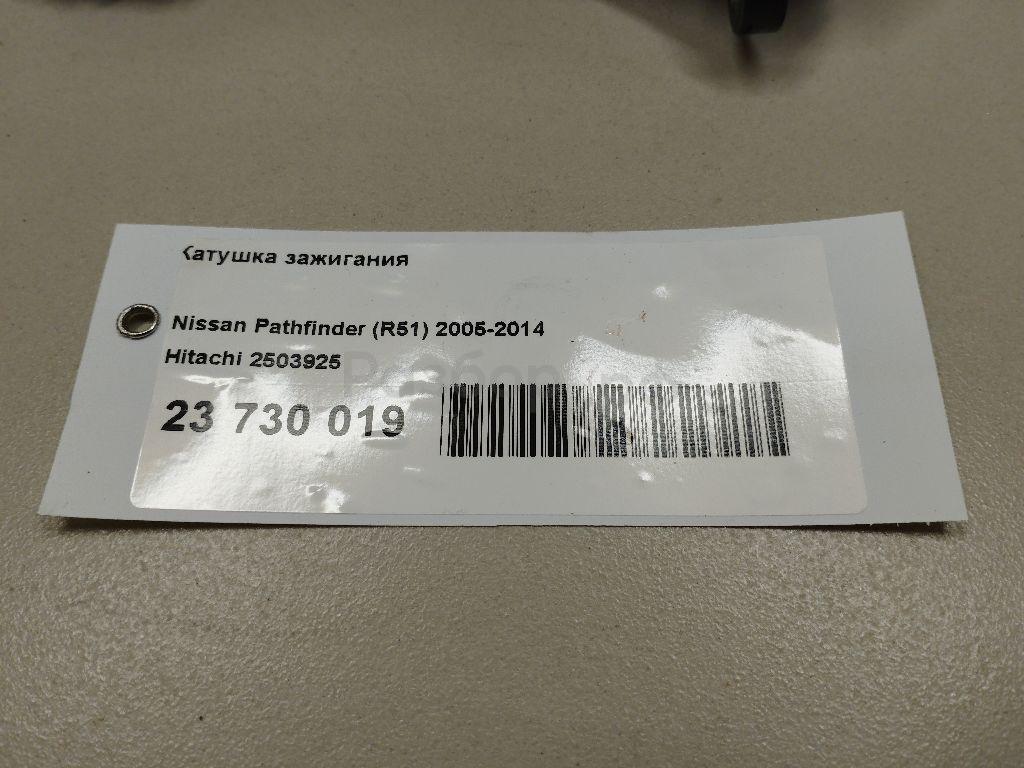 Катушка зажигания
Nissan Pathfinder (R51) 2005-2014
Hitachi 2503925
23 730 019